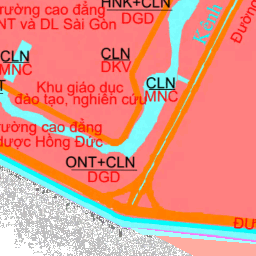 HNK+CLN
DGD
rường cao đẳng
NT và DL Sài Gòn
CLN
MNC
CLN
DKV
Kênh
Đường
Khu giáo dục
đào tạo, nghiên cứu
CLN
MNC
T
rường cao đẳng
dược Hồng Đức
ONT+CLN
DGD
ĐƯ